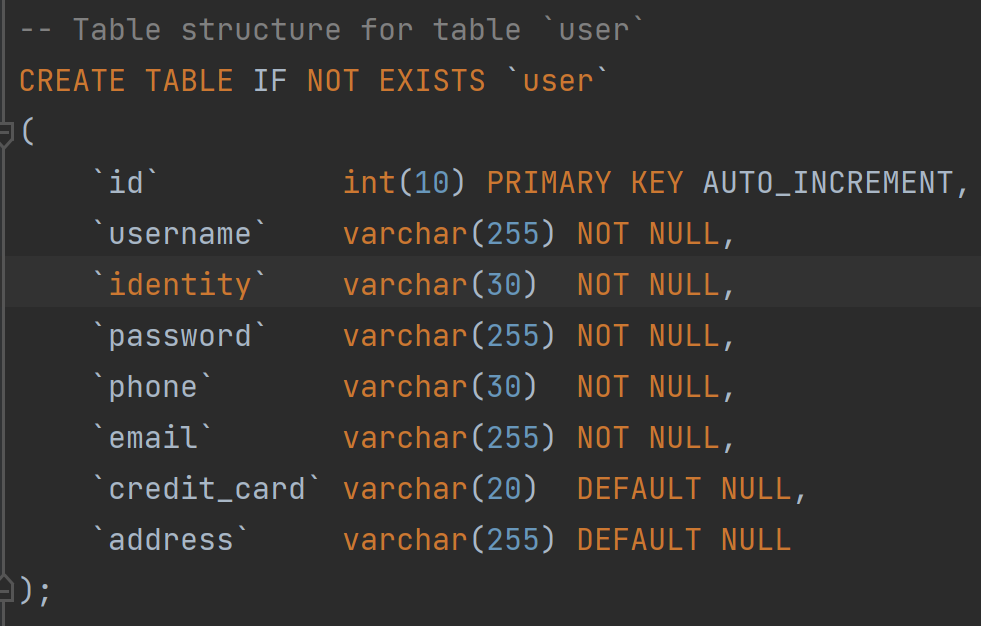 -- Table structure for table `user`
CREATE TABLE IF NOT EXISTS `user`
(
    `id`          int(10) PRIMARY KEY AUTO_INCREMENT,
    `username`    varchar(255) NOT NULL,
    `identity`    varchar(30)  NOT NULL,
    `password`    varchar(255) NOT NULL,
    `phone`       varchar(30)  NOT NULL,
    `email`       varchar(255) NOT NULL,
    `credit_card` varchar(20)  DEFAULT NULL,
    `address`     varchar(255) DEFAULT NULL
);